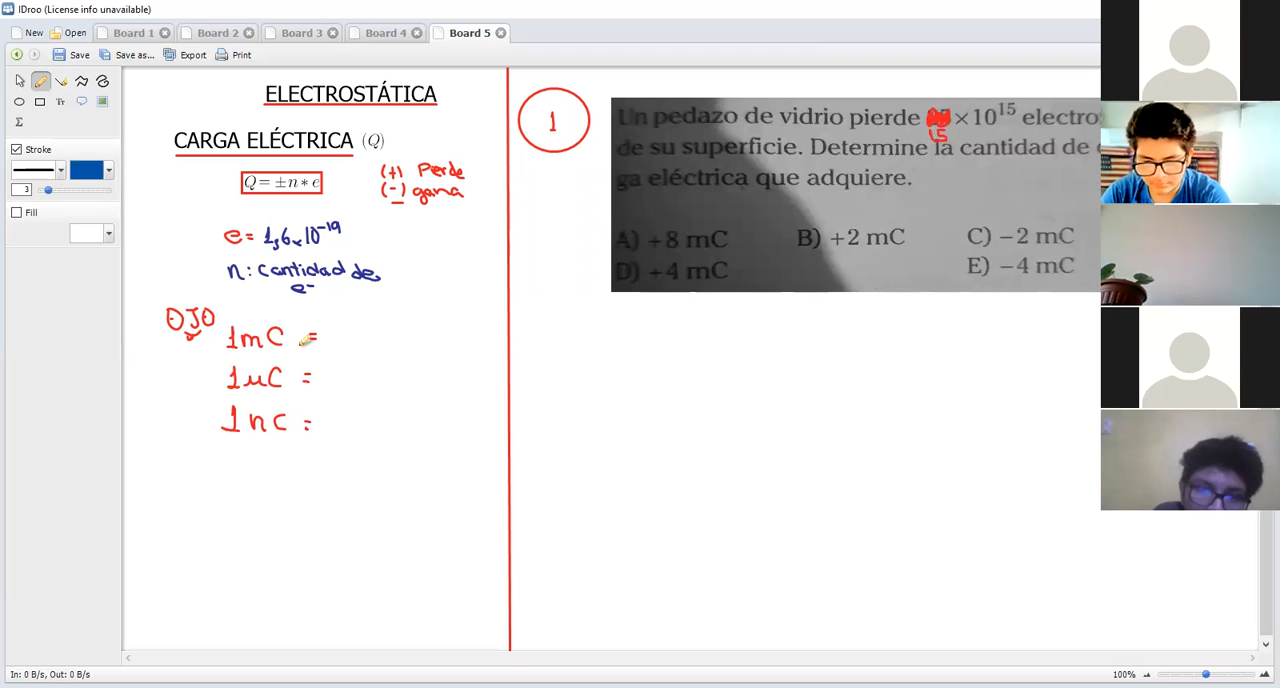 IDroo (License info unavailable)
New Open Board 1 Board 2 Board 3 Board 4 Board 5
Save Save as... Export Print
Tr
Σ
Stroke
3
Fill
ELECTROSTÁTICA
CARGA ELÉCTRICA (Q)
Q = ±n * e
(+) Pierde
(-) gana
e = 1,6x10⁻¹⁹
n: cantidad de
e⁻
OJO
1mC =
1μC =
1nC =
1
Un pedazo de vidrio pierde ×10¹⁵ electro
15
de su superficie. Determine la cantidad de
ga eléctrica que adquiere.
A) +8 mC B) +2 mC C) −2 mC
D) +4 mC E) −4 mC
In: 0 B/s, Out: 0 B/s 100%